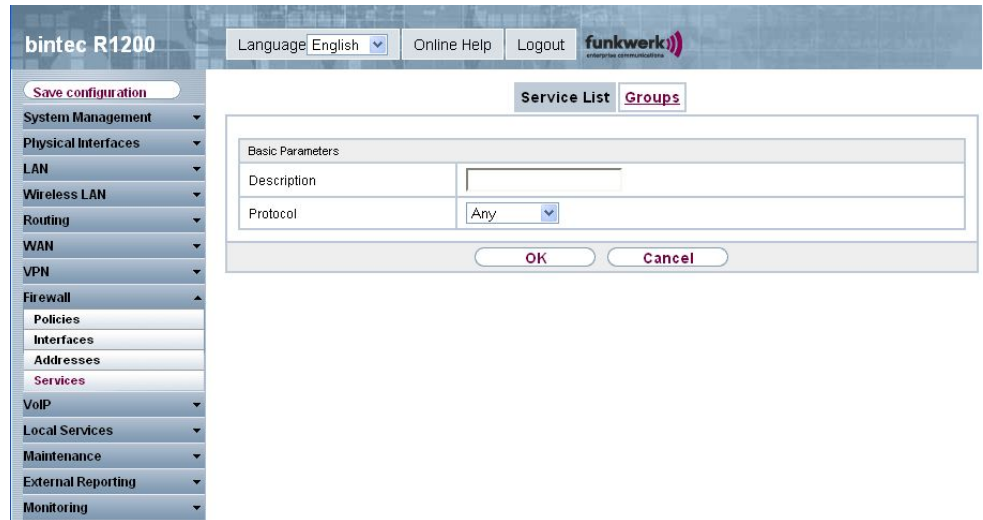 bintec R1200
Language English Online Help Logout funkwerk
enterprise communications
Save configuration
System Management
Physical Interfaces
LAN
Wireless LAN
Routing
WAN
VPN
Firewall
Policies
Interfaces
Addresses
Services
VoIP
Local Services
Maintenance
External Reporting
Monitoring
Service List Groups
Basic Parameters
Description
Protocol Any
OK Cancel